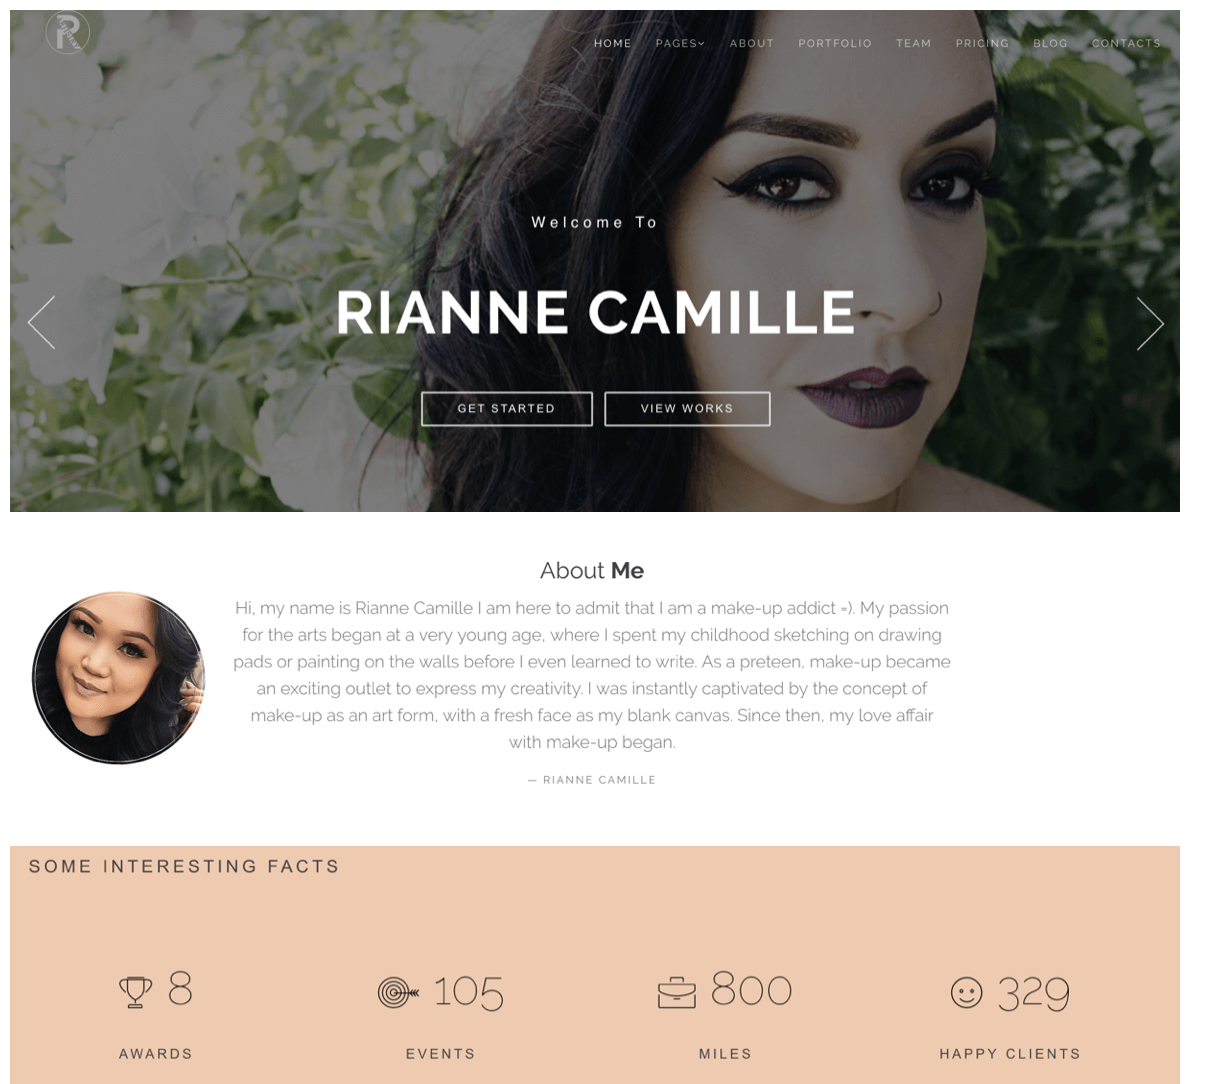 HOME PAGES ABOUT PORTFOLIO TEAM PRICING BLOG CONTACTS
Welcome To
RIANNE CAMILLE
GET STARTED VIEW WORKS
About Me
Hi, my name is Rianne Camille I am here to admit that I am a make-up addict =). My passion
for the arts began at a very young age, where I spent my childhood sketching on drawing
pads or painting on the walls before I even learned to write. As a preteen, make-up became
an exciting outlet to express my creativity. I was instantly captivated by the concept of
make-up as an art form, with a fresh face as my blank canvas. Since then, my love affair
with make-up began.
— RIANNE CAMILLE
SOME INTERESTING FACTS
8 105 800 329
AWARDS EVENTS MILES HAPPY CLIENTS